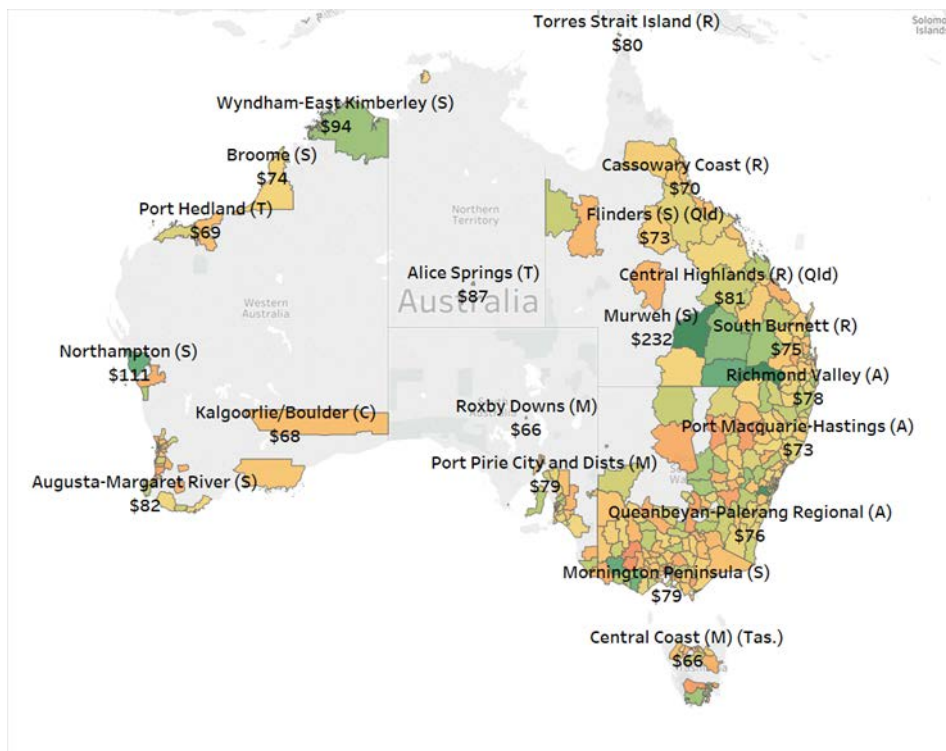 Torres Strait Island (R)
$80
Solomon
Islands
Wyndham-East Kimberley (S)
$94
Broome (S)
$74
Cassowary Coast (R)
$70
Port Hedland (T)
$69
Northern
Territory
Flinders (S) (Qld)
$73
Alice Springs (T)
$87
Central Highlands (R) (Qld)
$81
Australia
Western
Australia
Murweh (S)
$232
South Burnett (R)
$75
Northampton (S)
$111
Richmond Valley (A)
$78
Kalgoorlie/Boulder (C)
$68
Roxby Downs (M)
$66
Port Macquarie-Hastings (A)
$73
Port Pirie City and Dists (M)
$79
Augusta-Margaret River (S)
$82
Queanbeyan-Palerang Regional (A)
$76
Mornington Peninsula (S)
$79
Central Coast (M) (Tas.)
$66